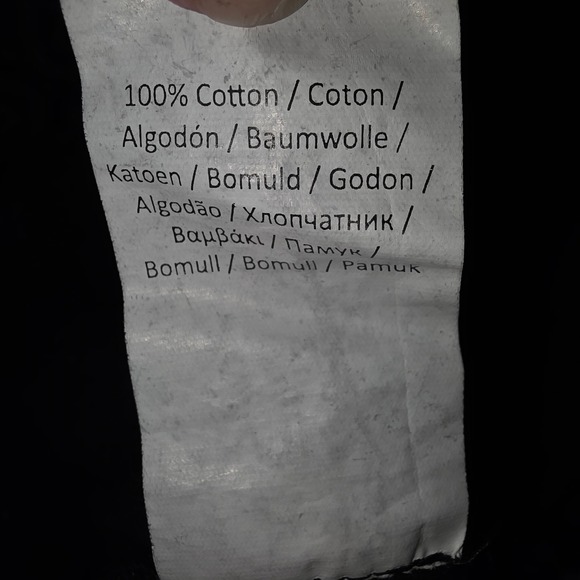 100% Cotton / Coton /
Algodón / Baumwolle /
Katoen / Bomuld / Godon /
Algodão / Хлопчатник /
Βαμβάκι / Памук /
Bomull / Bomull / Pamuk